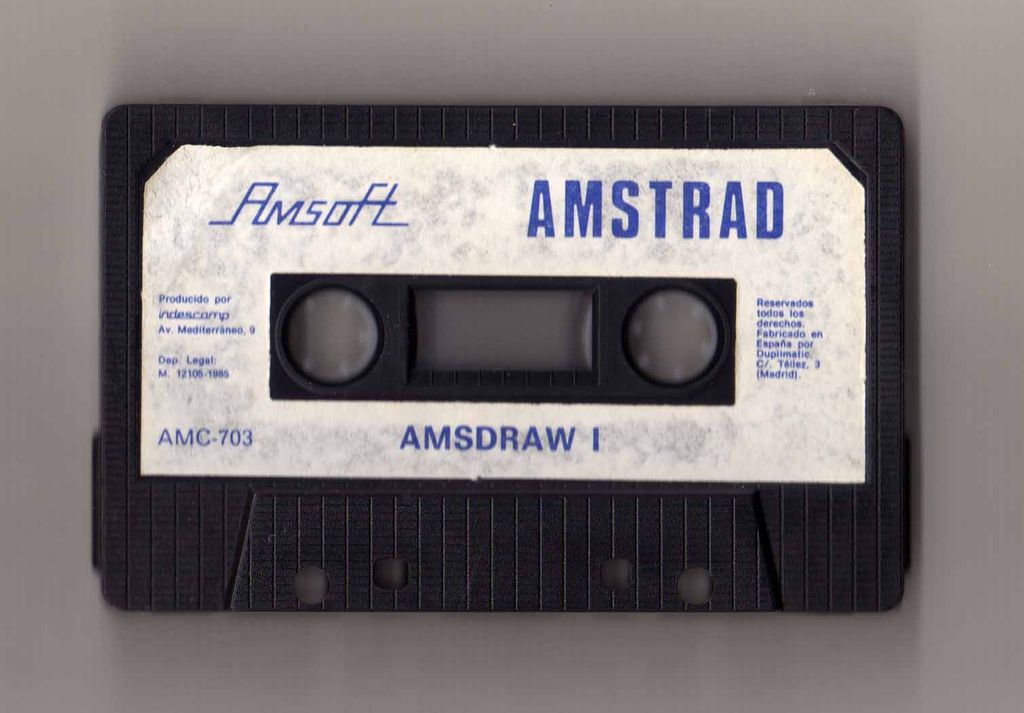 Amsoft
AMSTRAD
Producido por
indescomp
Av. Mediterráneo, 9
Dep. Legal:
M. 12105-1985
Reservados
todos los
derechos.
Fabricado en
España por
Duplimatic.
C/. Téllez, 3
(Madrid).
AMC-703
AMSDRAW I